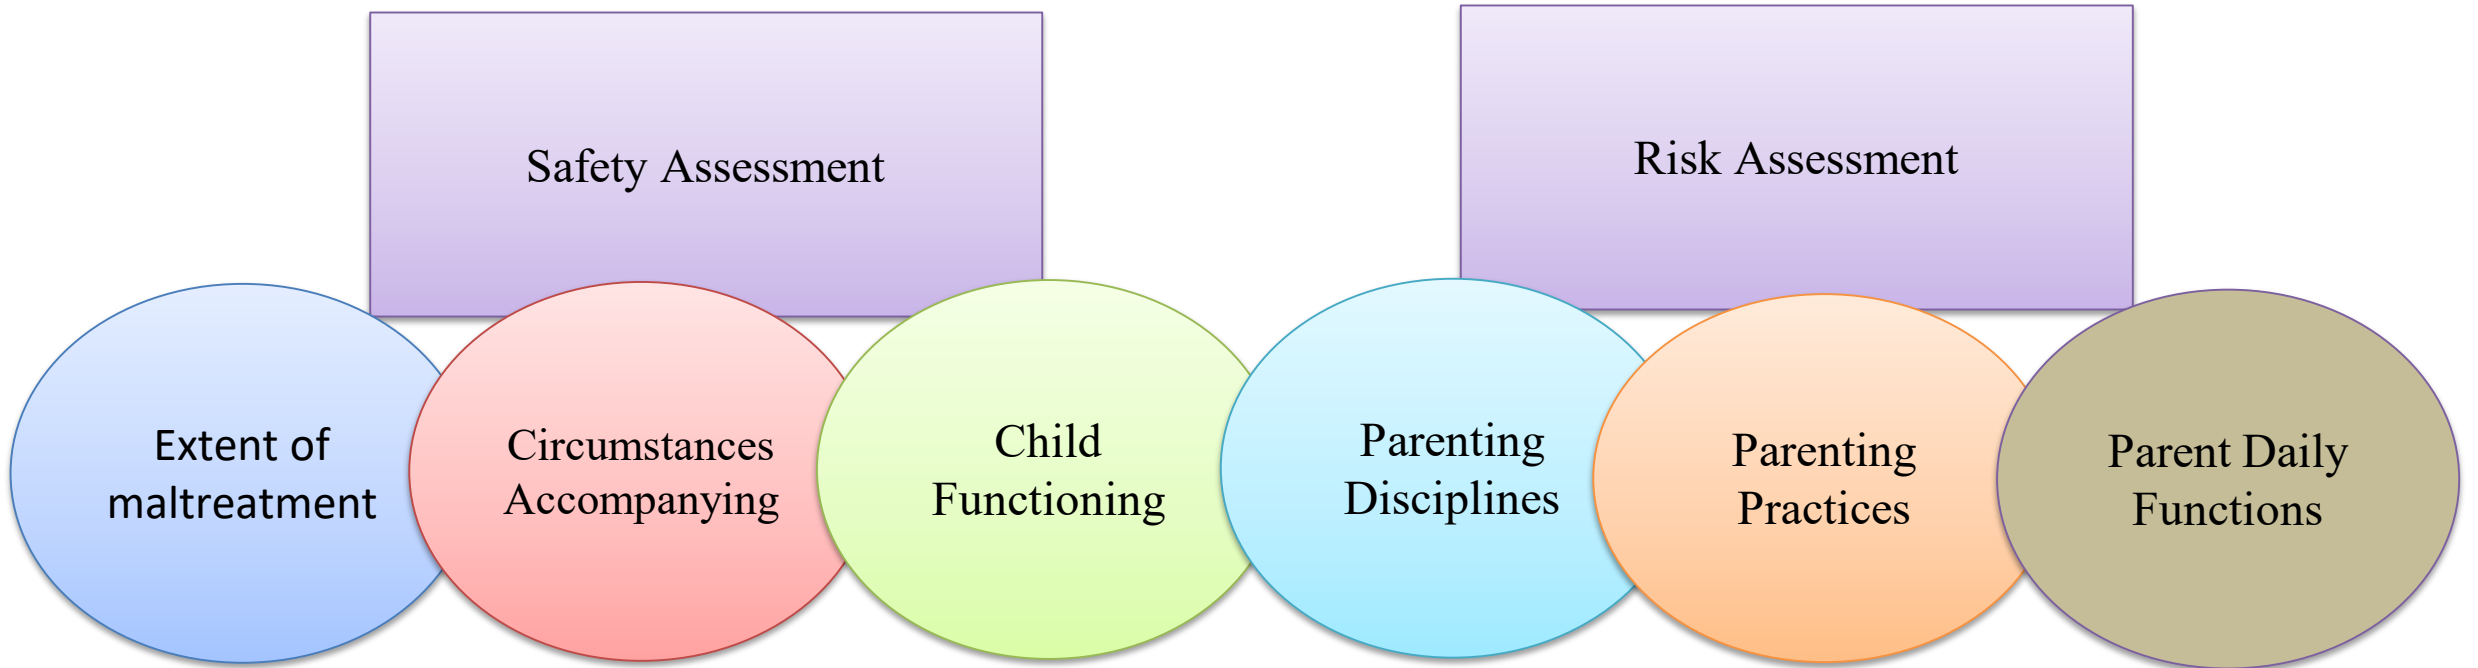 Safety Assessment
Risk Assessment
Extent of
maltreatment
Circumstances
Accompanying
Child
Functioning
Parenting
Disciplines
Parenting
Practices
Parent Daily
Functions